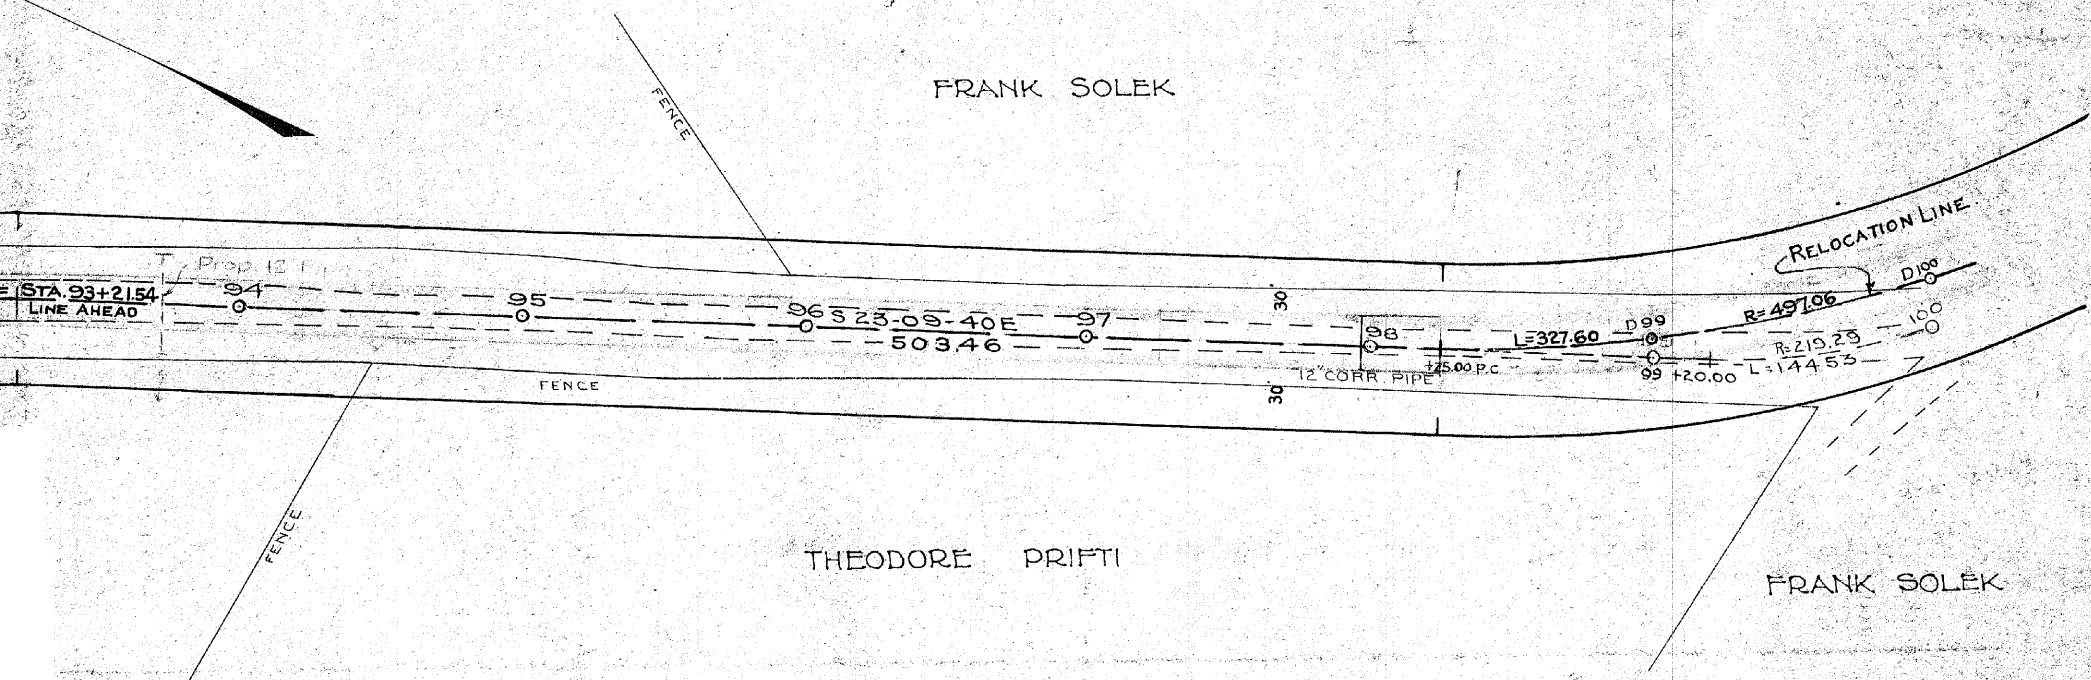 FRANK SOLEK
FENCE
RELOCATION LINE
Prop. 12
STA. 93+21.54
LINE AHEAD
94
95
96
S 23-09-40E
503.46
97
30
98
L=327.60
D99
R=497.06
D100
100
R=219.29
L=144.53
+25.00 P.C.
99
+20.00
12" CORR. PIPE
30
FENCE
FENCE
THEODORE PRIFTI
FRANK SOLEK